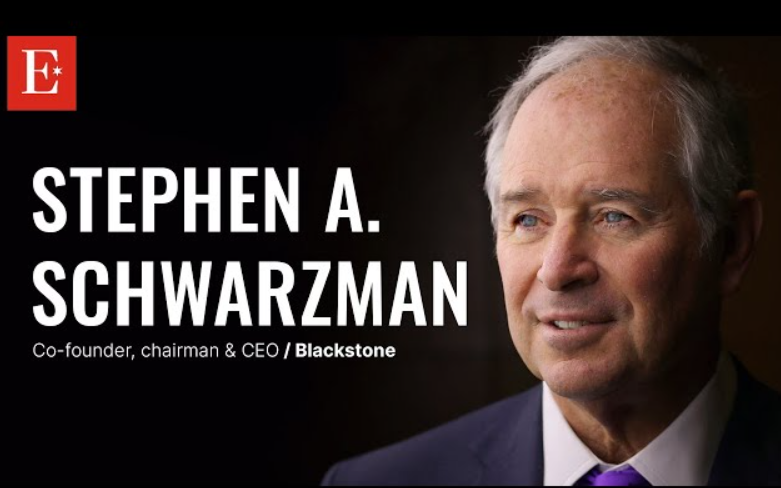 E
STEPHEN A.
SCHWARZMAN
Co-founder, chairman & CEO / Blackstone